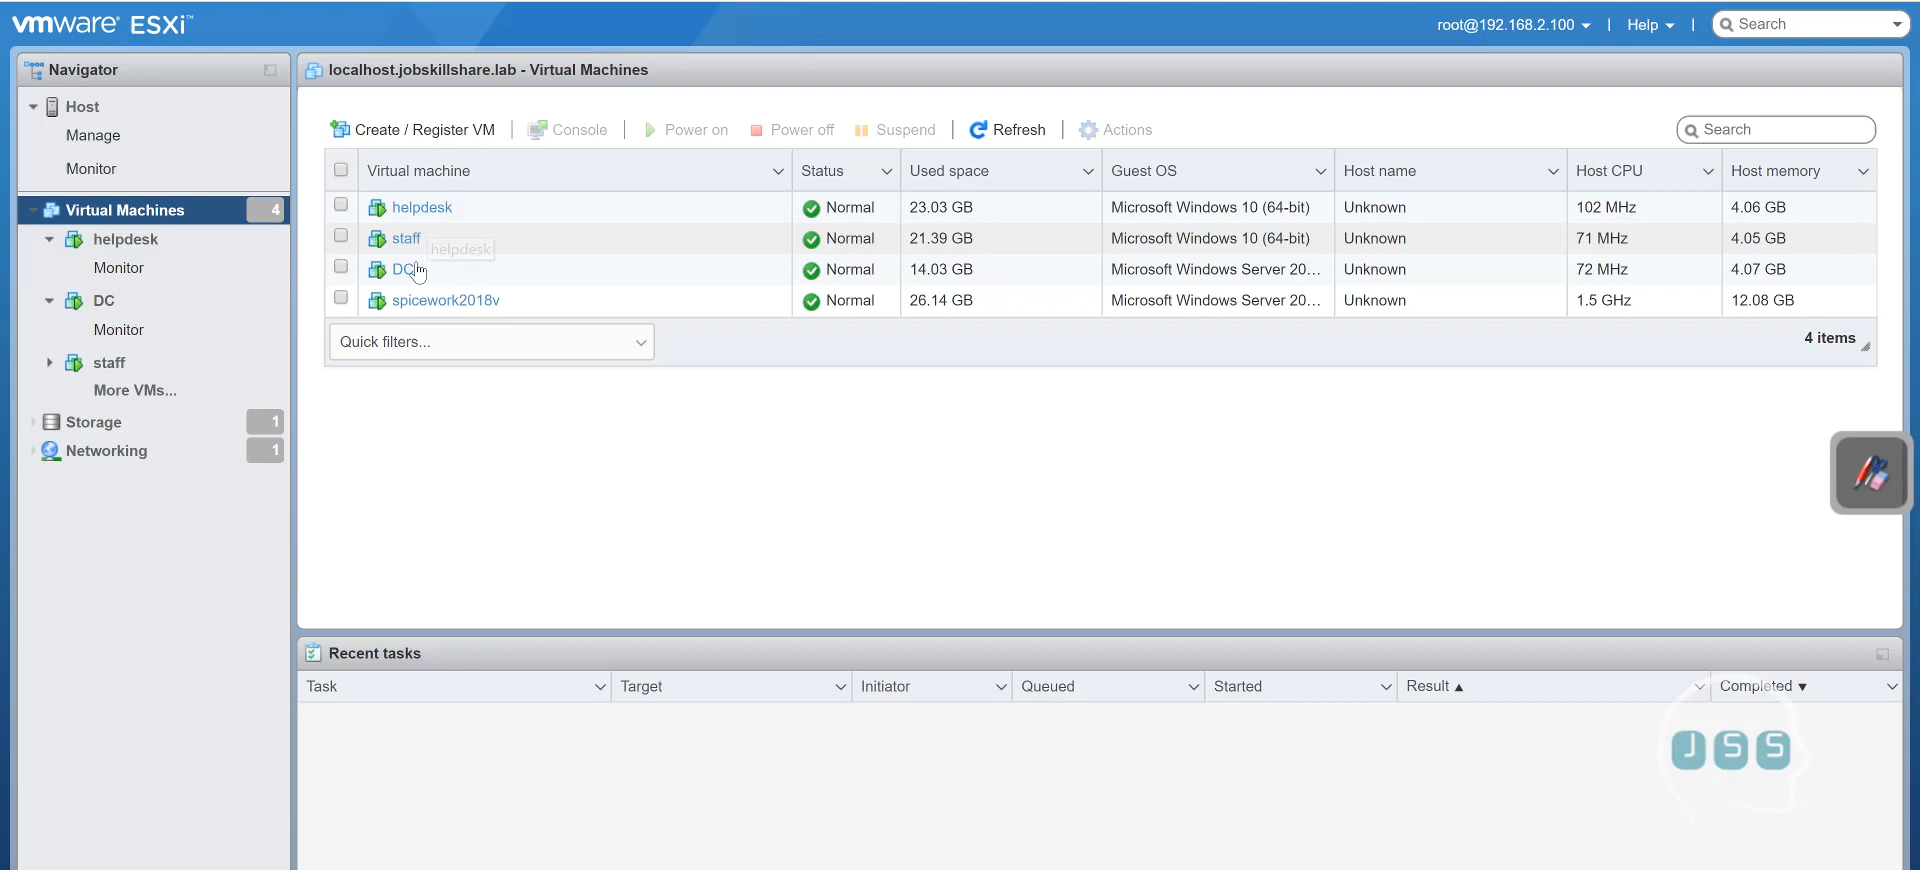 vmware ESXi™
root@192.168.2.100 | Help | Search
Navigator
Host
Manage
Monitor
Virtual Machines 4
helpdesk
Monitor
DC
Monitor
staff
More VMs...
Storage 1
Networking 1
localhost.jobskillshare.lab - Virtual Machines
Create / Register VM | Console | Power on Power off Suspend | Refresh | Actions Search
Virtual machine Status Used space Guest OS Host name Host CPU Host memory
helpdesk Normal 23.03 GB Microsoft Windows 10 (64-bit) Unknown 102 MHz 4.06 GB
staff Normal 21.39 GB Microsoft Windows 10 (64-bit) Unknown 71 MHz 4.05 GB
helpdesk
DC Normal 14.03 GB Microsoft Windows Server 20... Unknown 72 MHz 4.07 GB
spicework2018v Normal 26.14 GB Microsoft Windows Server 20... Unknown 1.5 GHz 12.08 GB
Quick filters...
4 items
Recent tasks
Task Target Initiator Queued Started Result ▲ Completed ▼
JSS